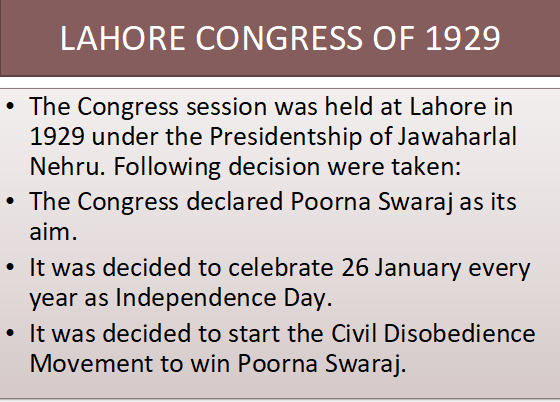 LAHORE CONGRESS OF 1929
• The Congress session was held at Lahore in
1929 under the Presidentship of Jawaharlal
Nehru. Following decision were taken:
• The Congress declared Poorna Swaraj as its
aim.
• It was decided to celebrate 26 January every
year as Independence Day.
• It was decided to start the Civil Disobedience
Movement to win Poorna Swaraj.